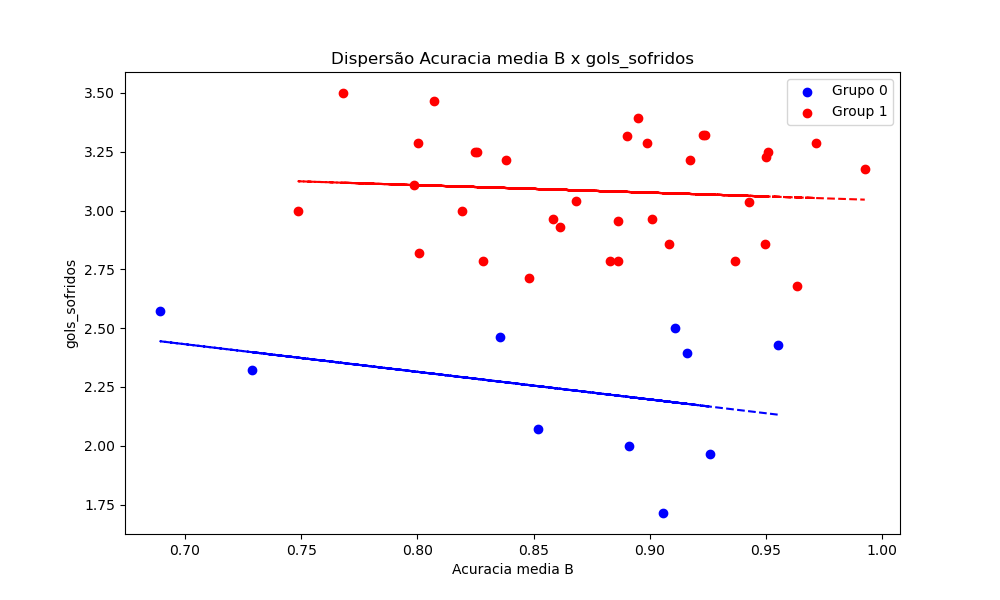 Dispersão Acuracia media B x gols_sofridos
Grupo 0
Group 1
3.50
3.25
3.00
2.75
2.50
2.25
2.00
1.75
gols_sofridos
0.70 0.75 0.80 0.85 0.90 0.95 1.00
Acuracia media B